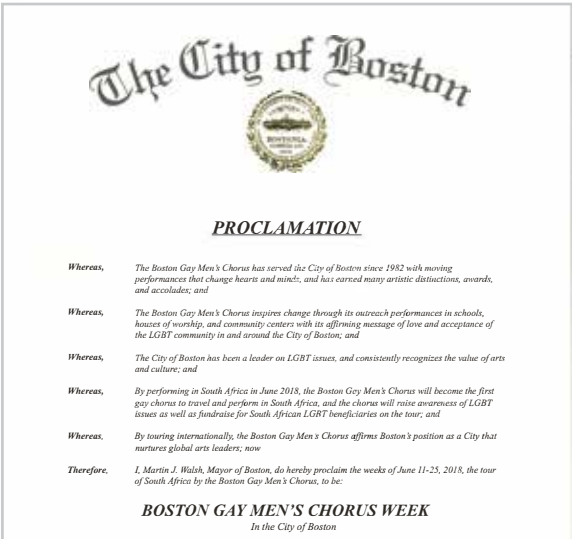 The City of Boston
BOSTONIA
PROCLAMATION
Whereas, The Boston Gay Men's Chorus has served the City of Boston since 1982 with moving
performances that change hearts and minds, and has earned many artistic distinctions, awards,
and accolades; and
Whereas, The Boston Gay Men's Chorus inspires change through its outreach performances in schools,
houses of worship, and community centers with its affirming message of love and acceptance of
the LGBT community in and around the City of Boston; and
Whereas, The City of Boston has been a leader on LGBT issues, and consistently recognizes the value of arts
and culture; and
Whereas, By performing in South Africa in June 2018, the Boston Gay Men's Chorus will become the first
gay chorus to travel and perform in South Africa, and the chorus will raise awareness of LGBT
issues as well as fundraise for South African LGBT beneficiaries on the tour; and
Whereas, By touring internationally, the Boston Gay Men's Chorus affirms Boston's position as a City that
nurtures global arts leaders; now
Therefore, I, Martin J. Walsh, Mayor of Boston, do hereby proclaim the weeks of June 11-25, 2018, the tour
of South Africa by the Boston Gay Men's Chorus, to be:
BOSTON GAY MEN'S CHORUS WEEK
In the City of Boston